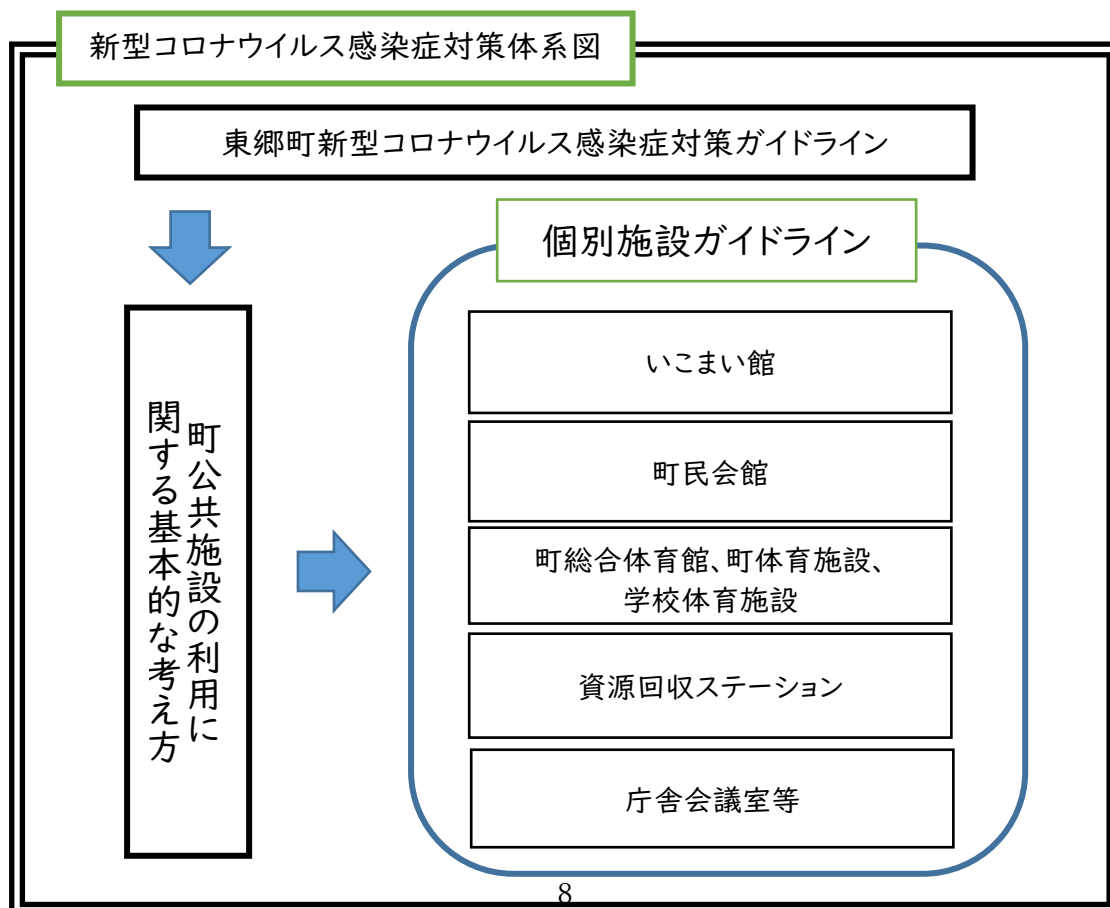 新型コロナウイルス感染症対策体系図
東郷町新型コロナウイルス感染症対策ガイドライン
町公共施設の利用に
関する基本的な考え方
個別施設ガイドライン
いこまい館
町民会館
町総合体育館、町体育施設、
学校体育施設
資源回収ステーション
庁舎会議室等
8